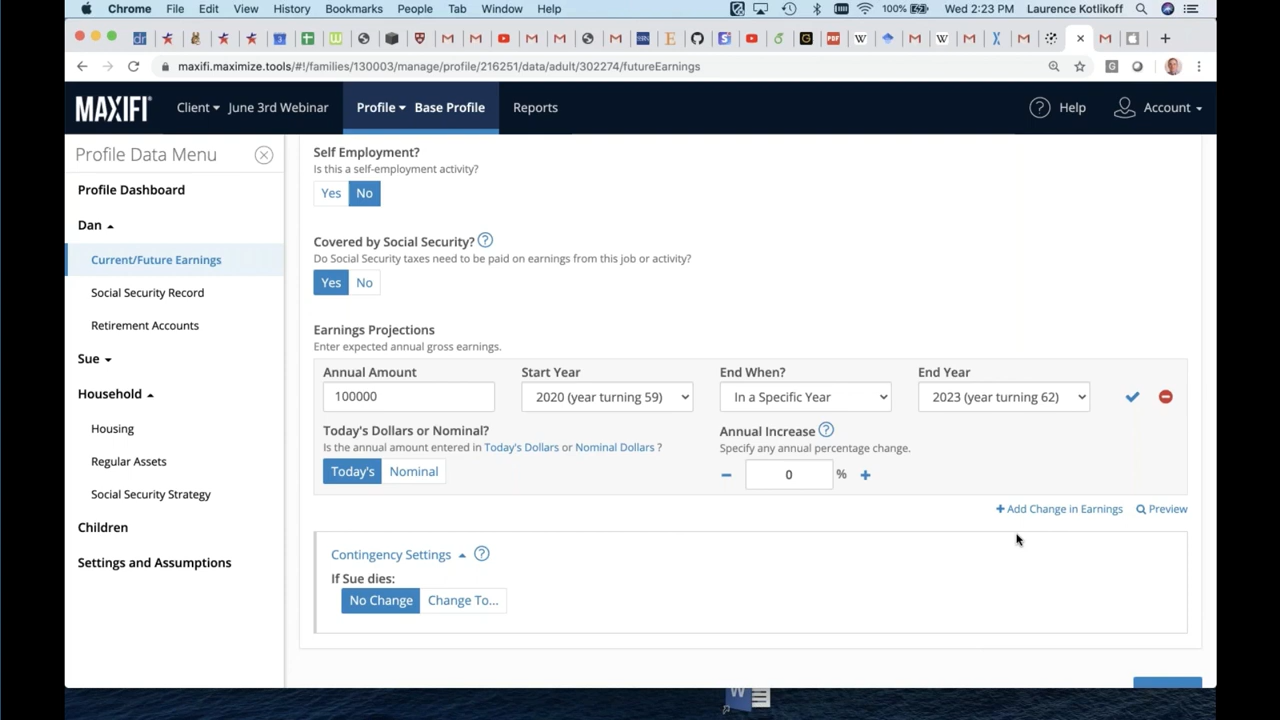 Chrome File Edit View History Bookmarks People Tab Window Help 100% Wed 2:23 PM Laurence Kotlikoff
maxifi.maximize.tools/#!/families/130003/manage/profile/216251/data/adult/302274/futureEarnings
MAXIFI Client June 3rd Webinar Profile Base Profile Reports Help Account
Profile Data Menu
Profile Dashboard
Dan
Current/Future Earnings
Social Security Record
Retirement Accounts
Sue
Household
Housing
Regular Assets
Social Security Strategy
Children
Settings and Assumptions
Self Employment?
Is this a self-employment activity?
Yes No
Covered by Social Security?
Do Social Security taxes need to be paid on earnings from this job or activity?
Yes No
Earnings Projections
Enter expected annual gross earnings.
Annual Amount Start Year End When? End Year
100000 2020 (year turning 59) In a Specific Year 2023 (year turning 62)
Today's Dollars or Nominal? Annual Increase
Is the annual amount entered in Today's Dollars or Nominal Dollars ? Specify any annual percentage change.
Today's Nominal 0 %
Add Change in Earnings Preview
Contingency Settings
If Sue dies:
No Change Change To...